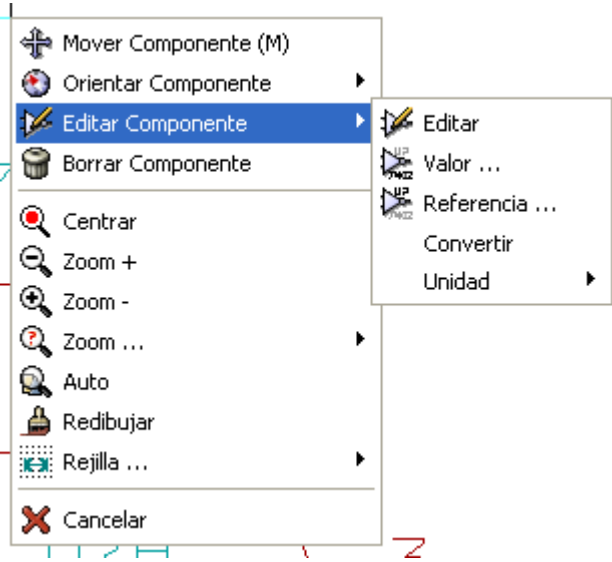 Mover Componente (M)
Orientar Componente
Editar Componente
Borrar Componente
Centrar
Zoom +
Zoom -
Zoom ...
Auto
Redibujar
Rejilla ...
Cancelar
Editar
Valor ...
Referencia ...
Convertir
Unidad